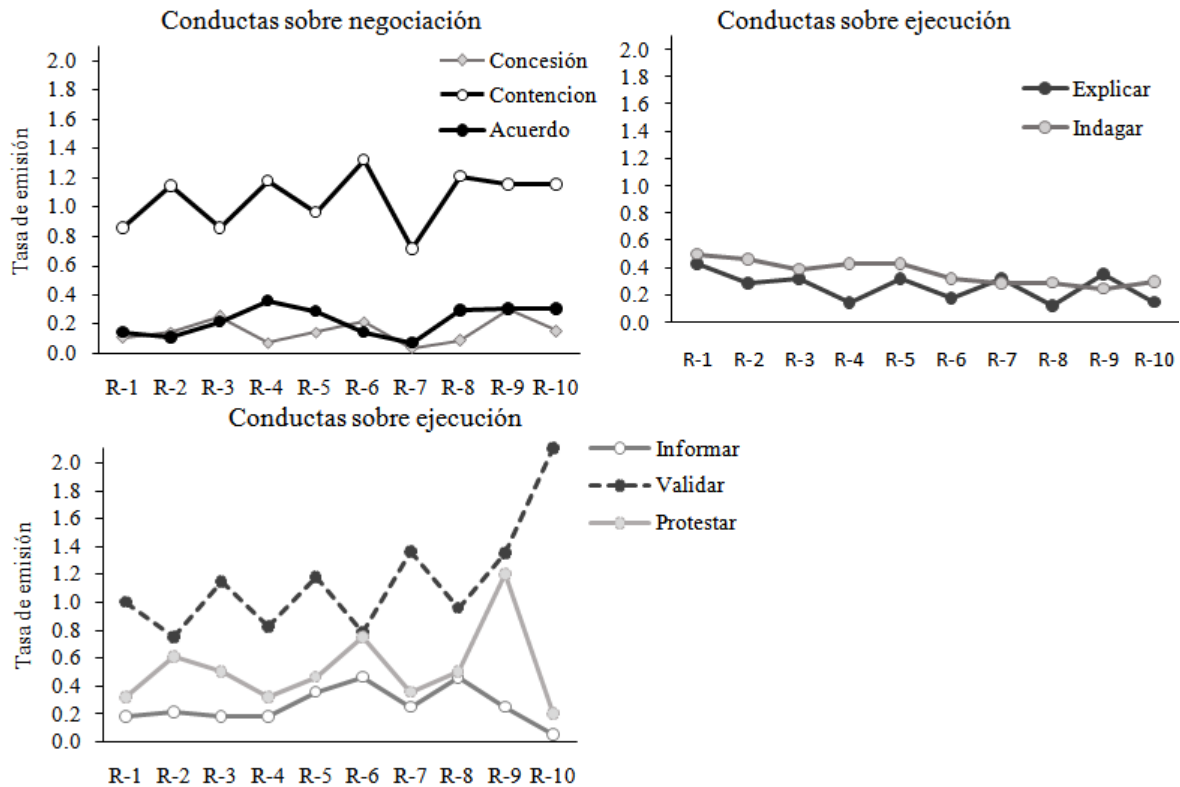 Conductas sobre negociación
Tasa de emisión
2.0
1.8
1.6
1.4
1.2
1.0
0.8
0.6
0.4
0.2
0.0
Concesión
Contencion
Acuerdo
R-1 R-2 R-3 R-4 R-5 R-6 R-7 R-8 R-9 R-10
Conductas sobre ejecución
2.0
1.8
1.6
1.4
1.2
1.0
0.8
0.6
0.4
0.2
0.0
Explicar
Indagar
R-1 R-2 R-3 R-4 R-5 R-6 R-7 R-8 R-9 R-10
Conductas sobre ejecución
Tasa de emisión
2.0
1.8
1.6
1.4
1.2
1.0
0.8
0.6
0.4
0.2
0.0
Informar
Validar
Protestar
R-1 R-2 R-3 R-4 R-5 R-6 R-7 R-8 R-9 R-10